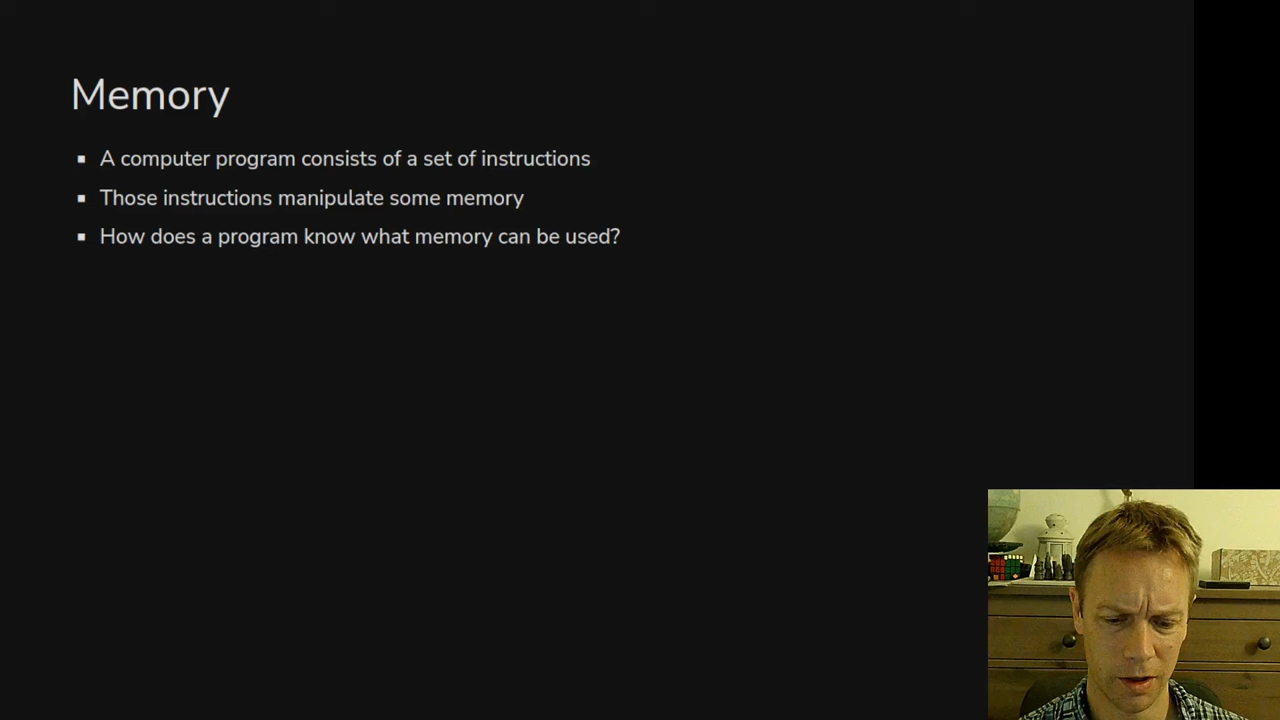 Memory
A computer program consists of a set of instructions
Those instructions manipulate some memory
How does a program know what memory can be used?